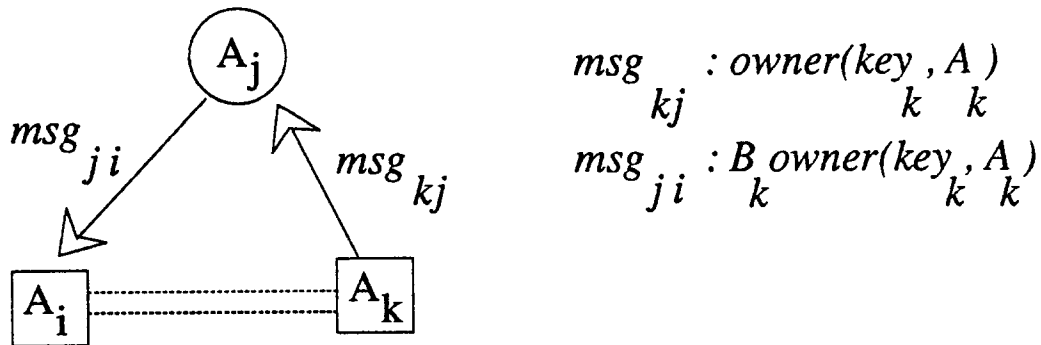 A_j
msg_kj : owner(key_k, A_k)
msg_ji
msg_kj
msg_ji : B_k owner(key_k, A_k)
A_i
A_k